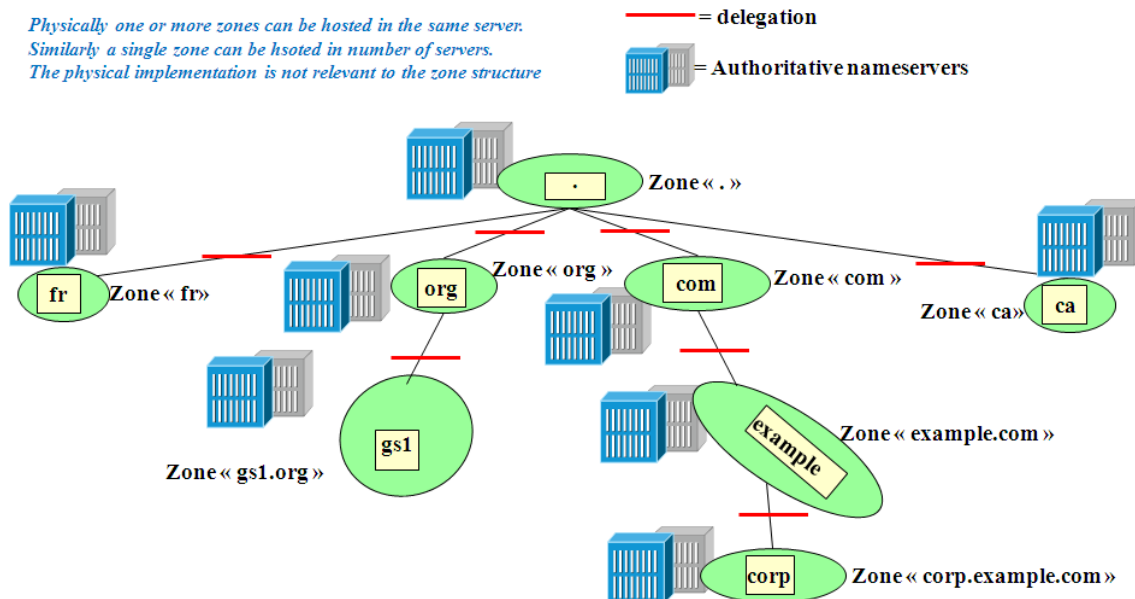 Physically one or more zones can be hosted in the same server.
Similarly a single zone can be hsoted in number of servers.
The physical implementation is not relevant to the zone structure
= delegation
= Authoritative nameservers
.
Zone « . »
fr
Zone « fr»
org
Zone « org »
com
Zone « com »
ca
Zone « ca»
gs1
Zone « gs1.org »
example
Zone « example.com »
corp
Zone « corp.example.com »